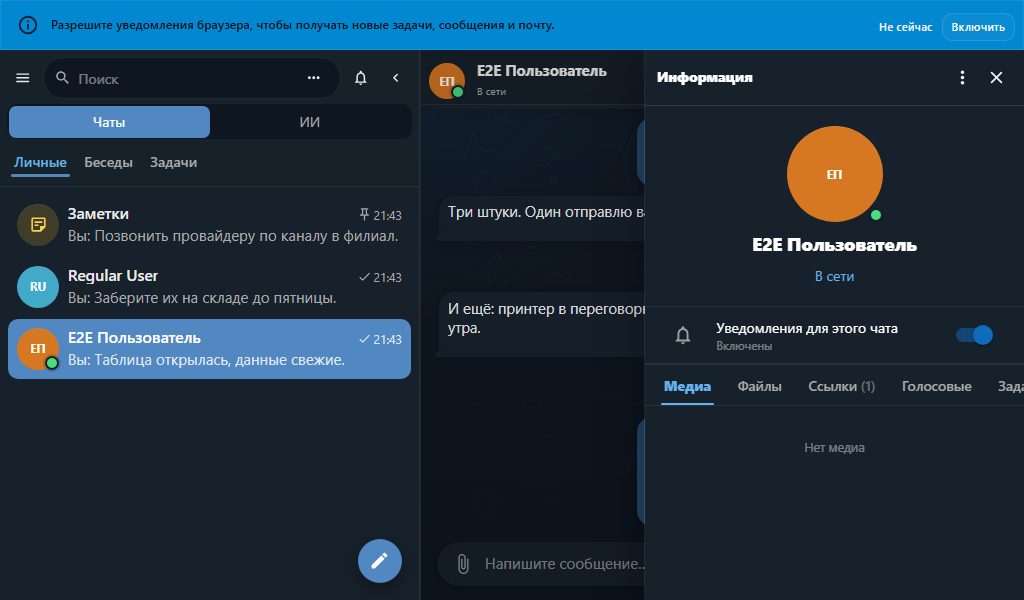 Разрешите уведомления браузера, чтобы получать новые задачи, сообщения и почту.
Не сейчас
Включить
Поиск
Чаты
ИИ
Личные
Беседы
Задачи
Заметки
21:43
Вы: Позвонить провайдеру по каналу в филиал.
RU
Regular User
21:43
Вы: Заберите их на складе до пятницы.
ЕП
E2E Пользователь
21:43
Вы: Таблица открылась, данные свежие.
ЕП
E2E Пользователь
В сети
Три штуки. Один отправлю
И ещё: принтер в
утра.
Напишите сообщение..
Информация
ЕП
E2E Пользователь
В сети
Уведомления для этого чата
Включены
Медиа
Файлы
Ссылки (1)
Голосовые
Нет медиа